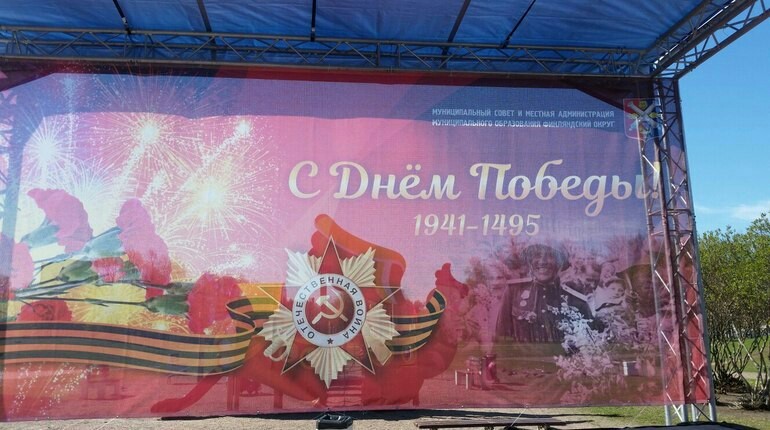 МУНИЦИПАЛЬНЫЙ СОВЕТ И МЕСТНАЯ АДМИНИСТРАЦИЯ
МУНИЦИПАЛЬНОГО ОБРАЗОВАНИЯ ФИНЛЯНДСКИЙ ОКРУГ
С Днём Победы!
1941-1495
ОТЕЧЕСТВЕННАЯ ВОЙНА